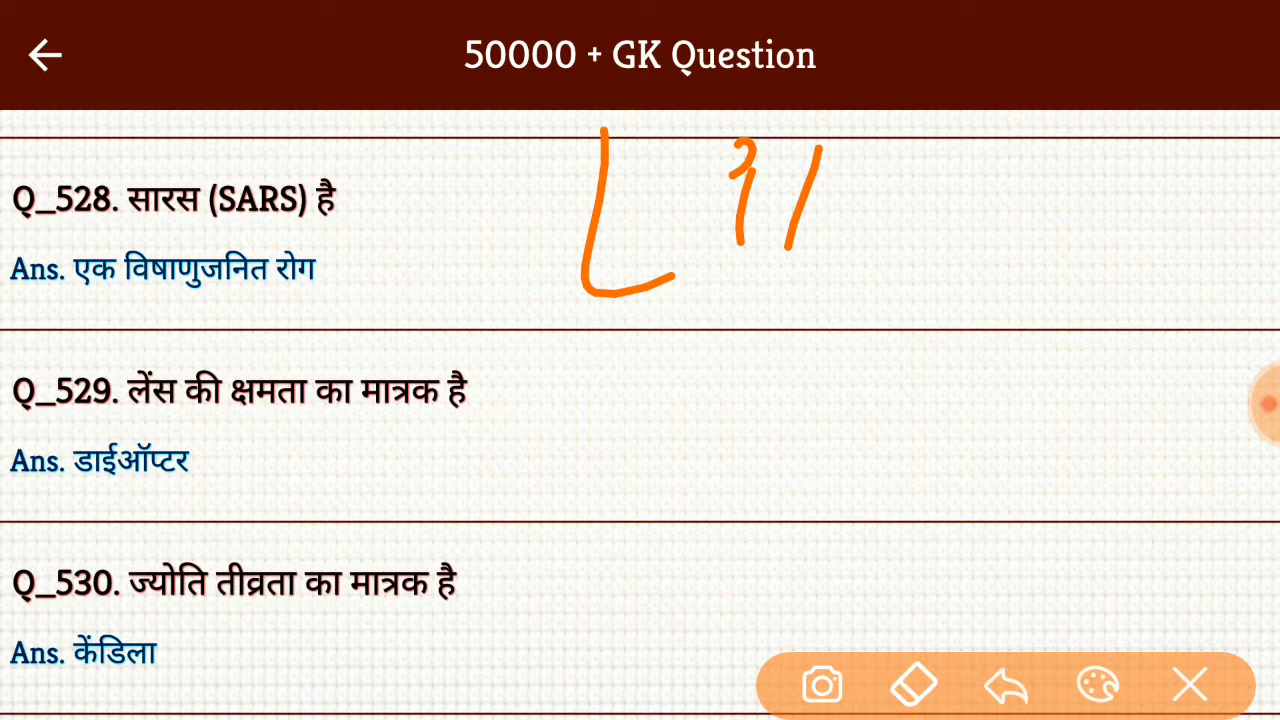 50000 + GK Question
Q_528. सारस (SARS) है
Ans. एक विषाणुजनित रोग
Q_529. लेंस की क्षमता का मात्रक है
Ans. डाईऑप्टर
Q_530. ज्योति तीव्रता का मात्रक है
Ans. केंडिला